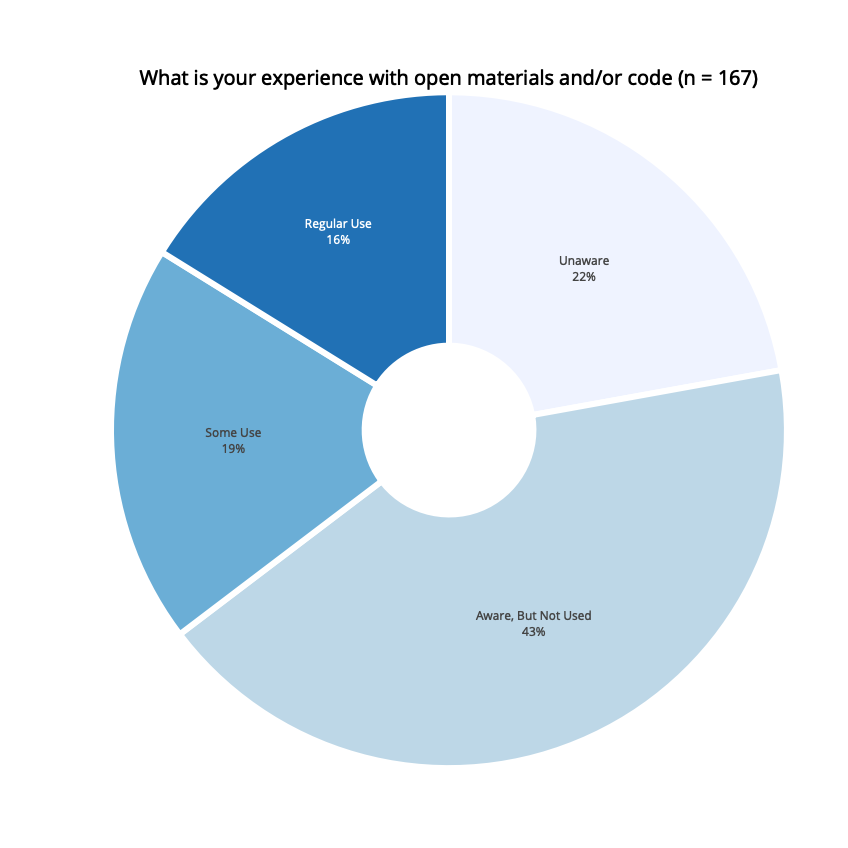 What is your experience with open materials and/or code (n = 167)
Regular Use
16%
Unaware
22%
Some Use
19%
Aware, But Not Used
43%